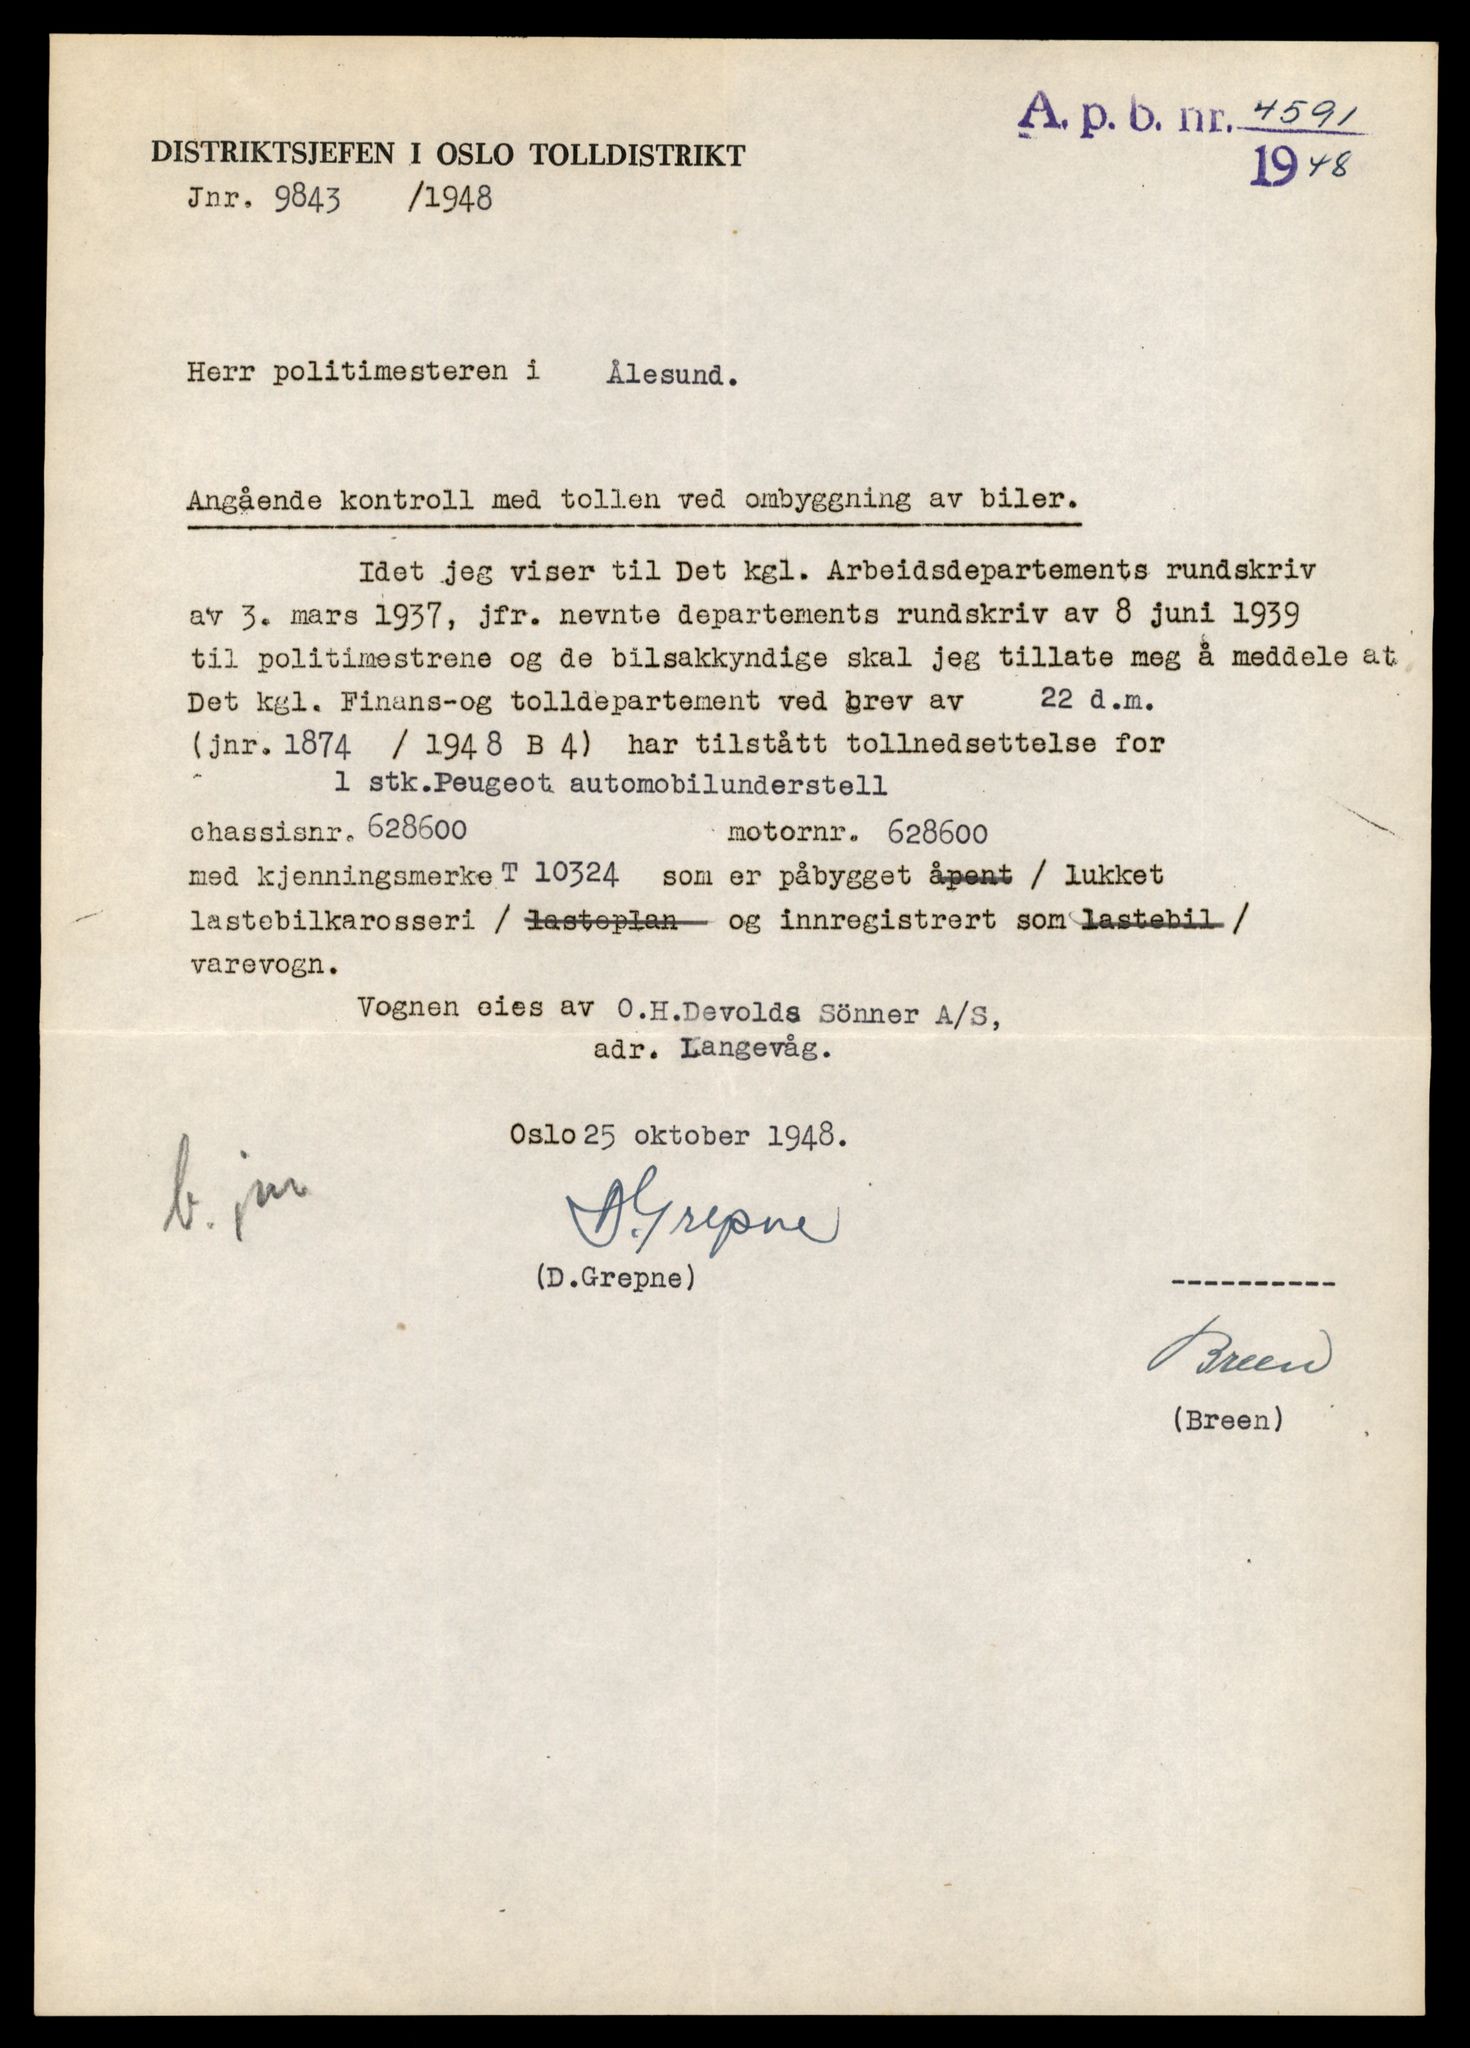 A. p. b. nr. 4591
1948
DISTRIKTSJEFEN I OSLO TOLLDISTRIKT
Jnr. 9843 /1948
Herr politimesteren i Ålesund.
Angående kontroll med tollen ved ombyggning av biler.
Idet jeg viser til Det kgl. Arbeidsdepartements rundskriv
av 3. mars 1937, jfr. nevnte departements rundskriv av 8 juni 1939
til politimestrene og de bilsakkyndige skal jeg tillate meg å meddele at
Det kgl. Finans-og tolldepartement ved brev av 22 d.m.
(jnr. 1874 / 1948 B 4) har tilstått tollnedsettelse for
1 stk.Peugeot automobilunderstell
chassisnr. 628600 motornr. 628600
med kjenningsmerke T 10324 som er påbygget åpent / lukket
lastebilkarosseri / lasteplan og innregistrert som lastebil /
varevogn.
Vognen eies av O.H.Devolds Sönner A/S,
adr. Langevåg.
Oslo 25 oktober 1948.
b. jnr
D.Grepne
(D.Grepne)
----------
Breen
(Breen)